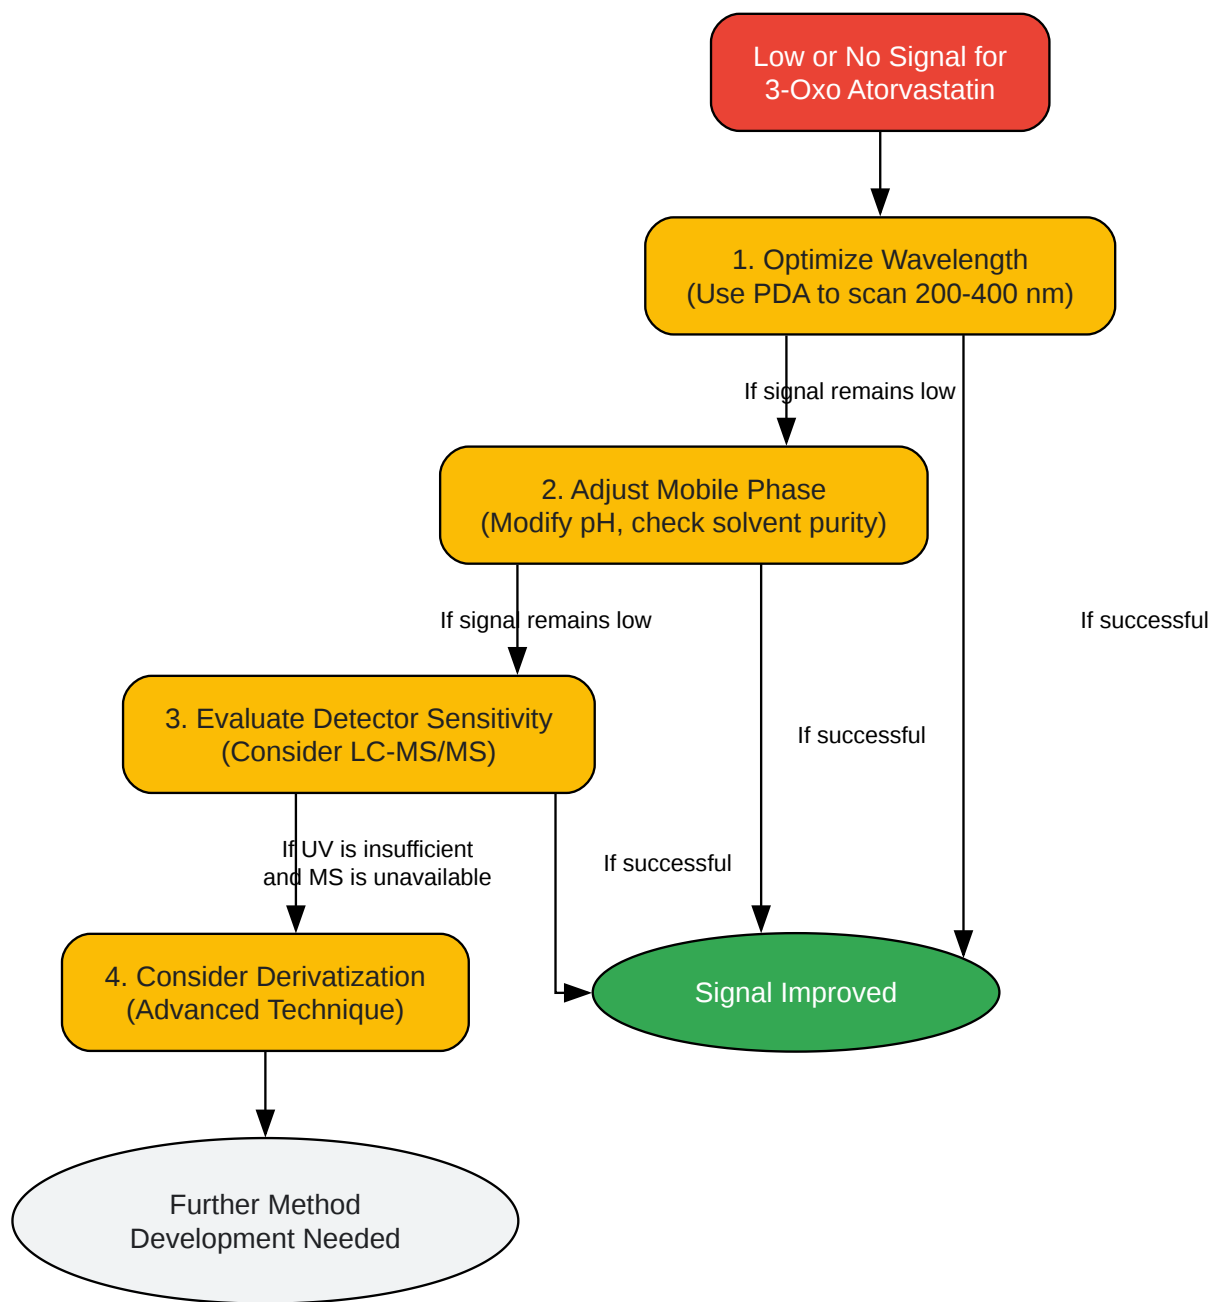 Low or No Signal for
3-Oxo Atorvastatin
1. Optimize Wavelength
(Use PDA to scan 200-400 nm)
If signal remains low
2. Adjust Mobile Phase
(Modify pH, check solvent purity)
If signal remains low
If successful
3. Evaluate Detector Sensitivity
(Consider LC-MS/MS)
If successful
If UV is insufficient
and MS is unavailable
If successful
4. Consider Derivatization
(Advanced Technique)
Signal Improved
Further Method
Development Needed